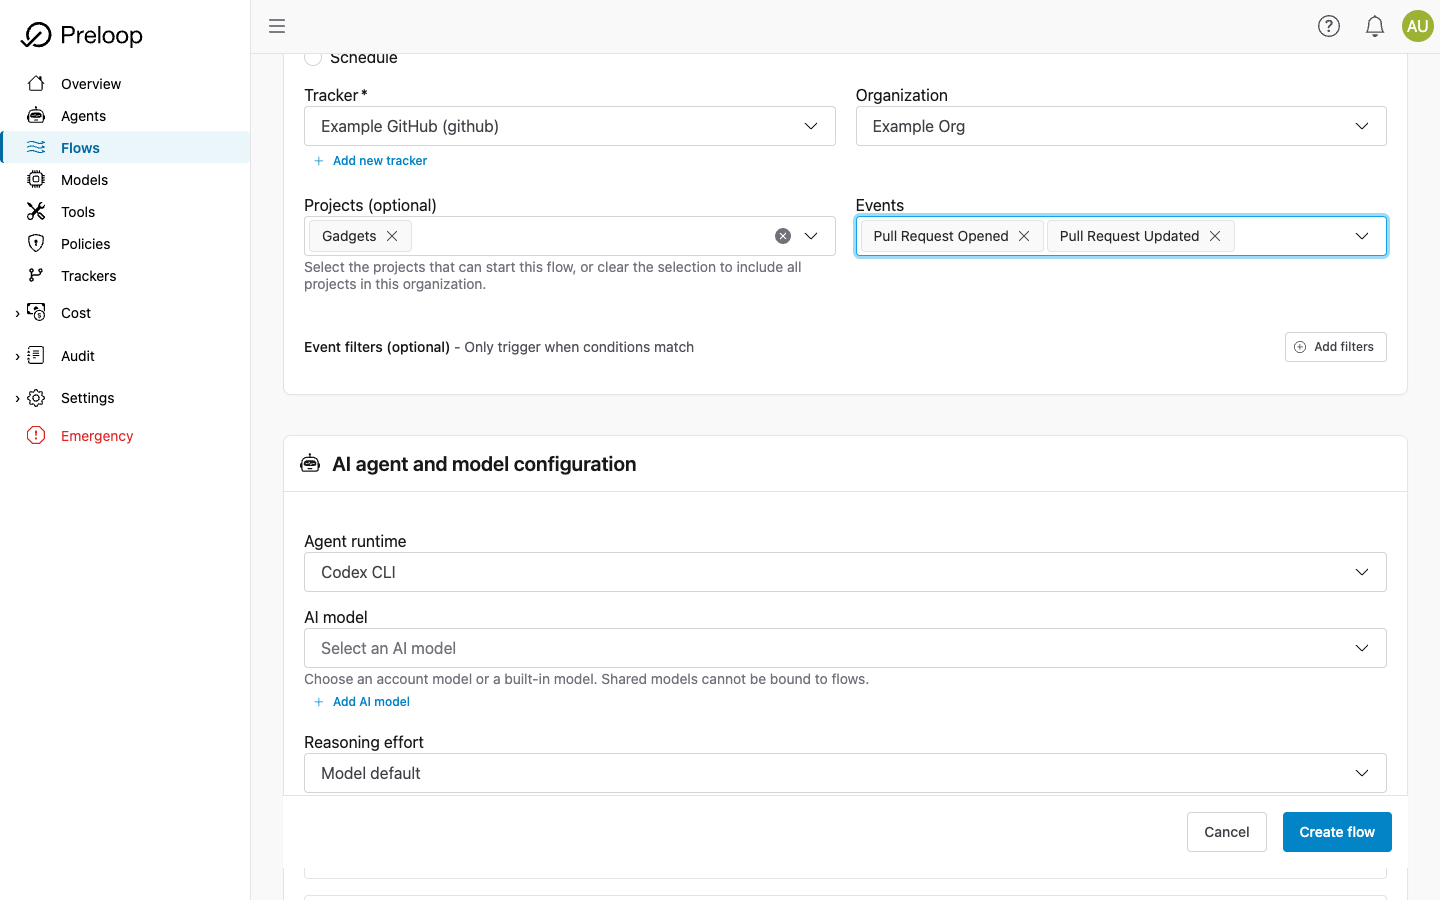 Preloop
AU
Overview
Agents
Flows
Models
Tools
Policies
Trackers
Cost
Audit
Settings
Emergency
Schedule
Tracker *
Organization
Example GitHub (github)
Example Org
Add new tracker
Projects (optional)
Events
Gadgets
Pull Request Opened
Pull Request Updated
Select the projects that can start this flow, or clear the selection to include all
projects in this organization.
Event filters (optional) - Only trigger when conditions match
Add filters
AI agent and model configuration
Agent runtime
Codex CLI
AI model
Select an AI model
Choose an account model or a built-in model. Shared models cannot be bound to flows.
Add AI model
Reasoning effort
Model default
Cancel
Create flow